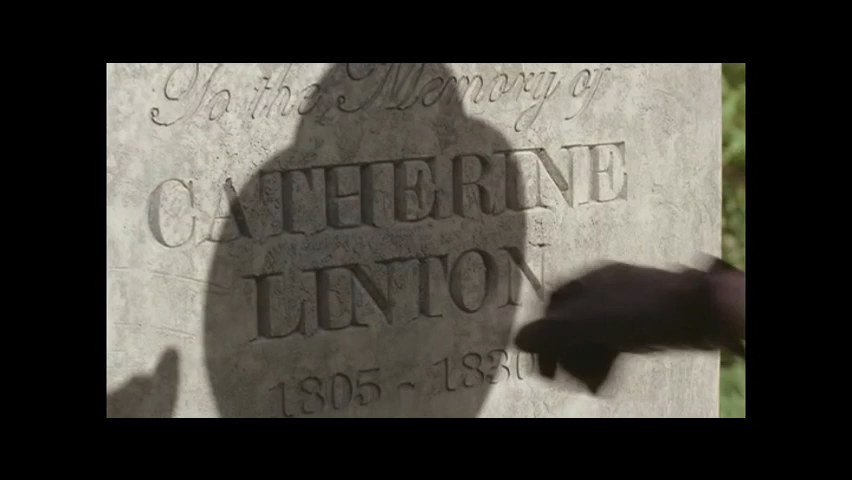 To the Memory of
CATHERINE
LINTON
1805 - 1830